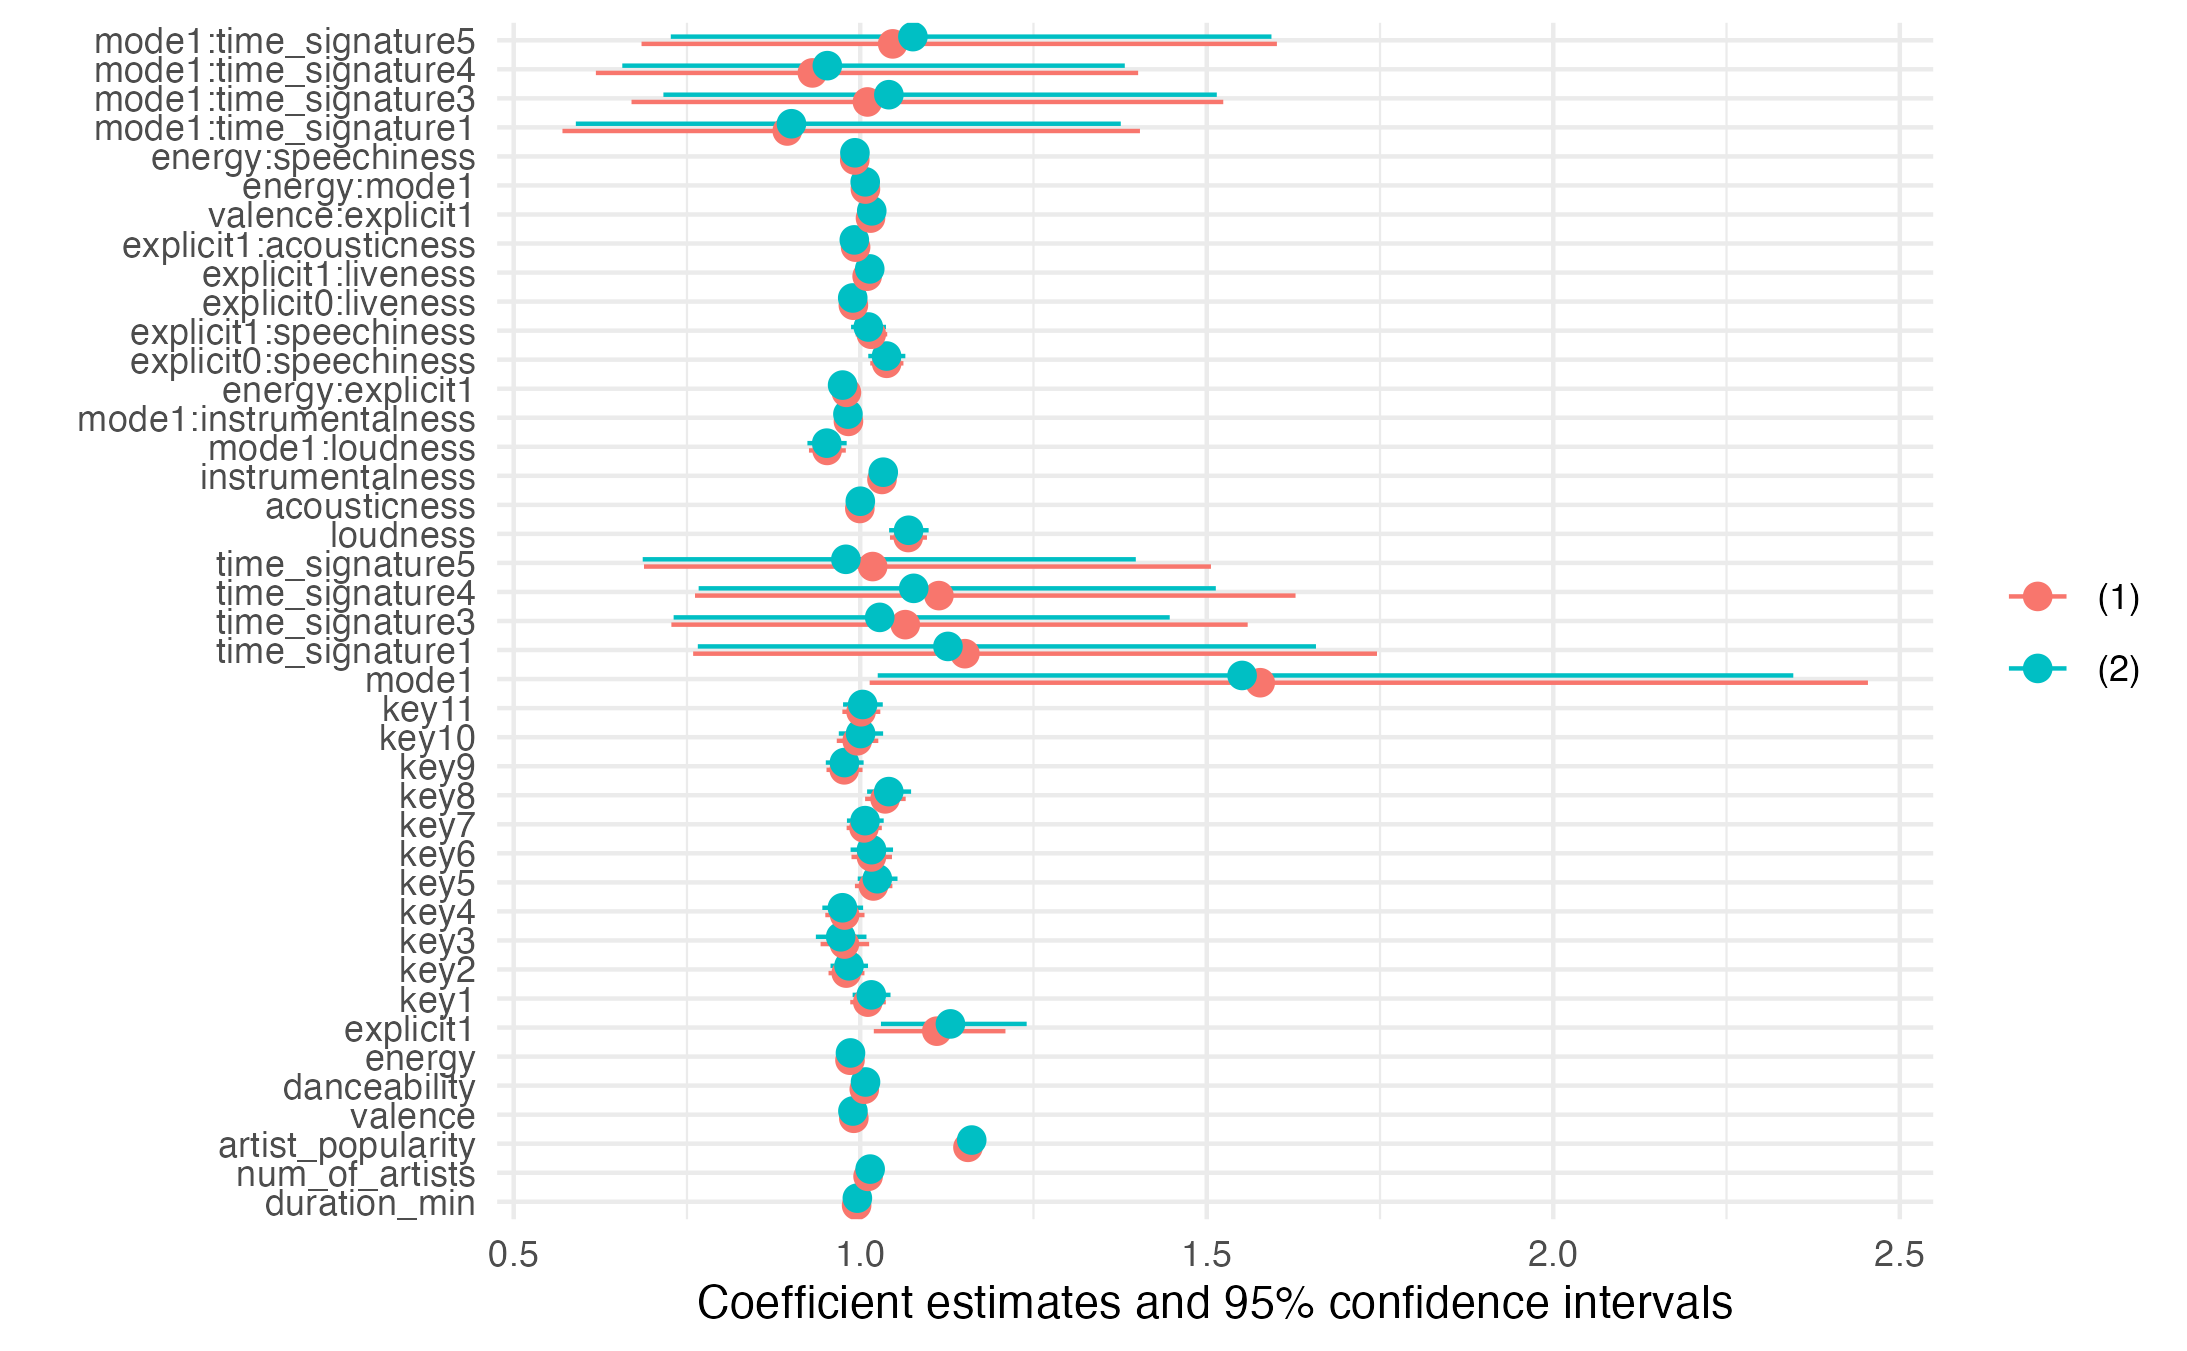 mode1:time_signature5
mode1:time_signature4
mode1:time_signature3
mode1:time_signature1
energy:speechiness
energy:mode1
valence:explicit1
explicit1:acousticness
explicit1:liveness
explicit0:liveness
explicit1:speechiness
explicit0:speechiness
energy:explicit1
mode1:instrumentalness
mode1:loudness
instrumentalness
acousticness
loudness
time_signature5
time_signature4
time_signature3
time_signature1
mode1
key11
key10
key9
key8
key7
key6
key5
key4
key3
key2
key1
explicit1
energy
danceability
valence
artist_popularity
num_of_artists
duration_min
0.5 1.0 1.5 2.0 2.5
Coefficient estimates and 95% confidence intervals
(1)
(2)